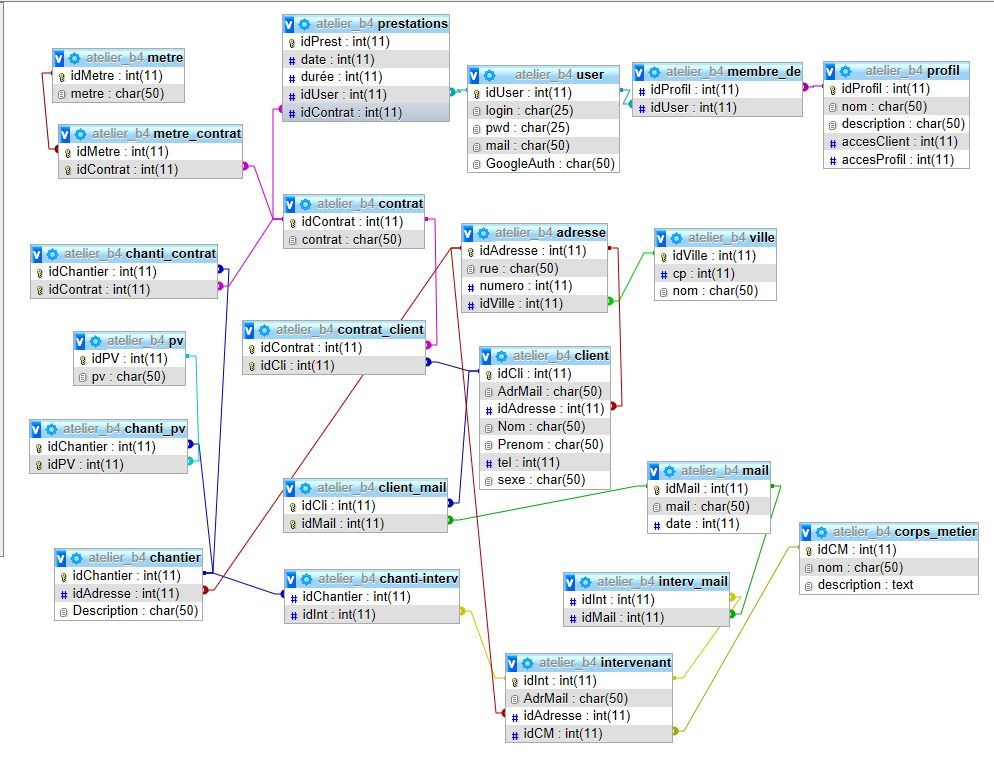 atelier_b4 prestations
idPrest : int(11)
date : int(11)
durée : int(11)
idUser : int(11)
idContrat : int(11)
atelier_b4 metre
idMetre : int(11)
metre : char(50)
atelier_b4 user
idUser : int(11)
login : char(25)
pwd : char(25)
mail : char(50)
GoogleAuth : char(50)
atelier_b4 membre_de
idProfil : int(11)
idUser : int(11)
atelier_b4 profil
idProfil : int(11)
nom : char(50)
description : char(50)
accesClient : int(11)
accesProfil : int(11)
atelier_b4 metre_contrat
idMetre : int(11)
idContrat : int(11)
atelier_b4 contrat
idContrat : int(11)
contrat : char(50)
atelier_b4 adresse
idAdresse : int(11)
rue : char(50)
numero : int(11)
idVille : int(11)
atelier_b4 ville
idVille : int(11)
cp : int(11)
nom : char(50)
atelier_b4 chanti_contrat
idChantier : int(11)
idContrat : int(11)
atelier_b4 contrat_client
idContrat : int(11)
idCli : int(11)
atelier_b4 pv
idPV : int(11)
pv : char(50)
atelier_b4 client
idCli : int(11)
AdrMail : char(50)
idAdresse : int(11)
Nom : char(50)
Prenom : char(50)
tel : int(11)
sexe : char(50)
atelier_b4 chanti_pv
idChantier : int(11)
idPV : int(11)
atelier_b4 client_mail
idCli : int(11)
idMail : int(11)
atelier_b4 mail
idMail : int(11)
mail : char(50)
date : int(11)
atelier_b4 corps_metier
idCM : int(11)
nom : char(50)
description : text
atelier_b4 chantier
idChantier : int(11)
idAdresse : int(11)
Description : char(50)
atelier_b4 chanti-interv
idChantier : int(11)
idInt : int(11)
atelier_b4 interv_mail
idInt : int(11)
idMail : int(11)
atelier_b4 intervenant
idInt : int(11)
AdrMail : char(50)
idAdresse : int(11)
idCM : int(11)